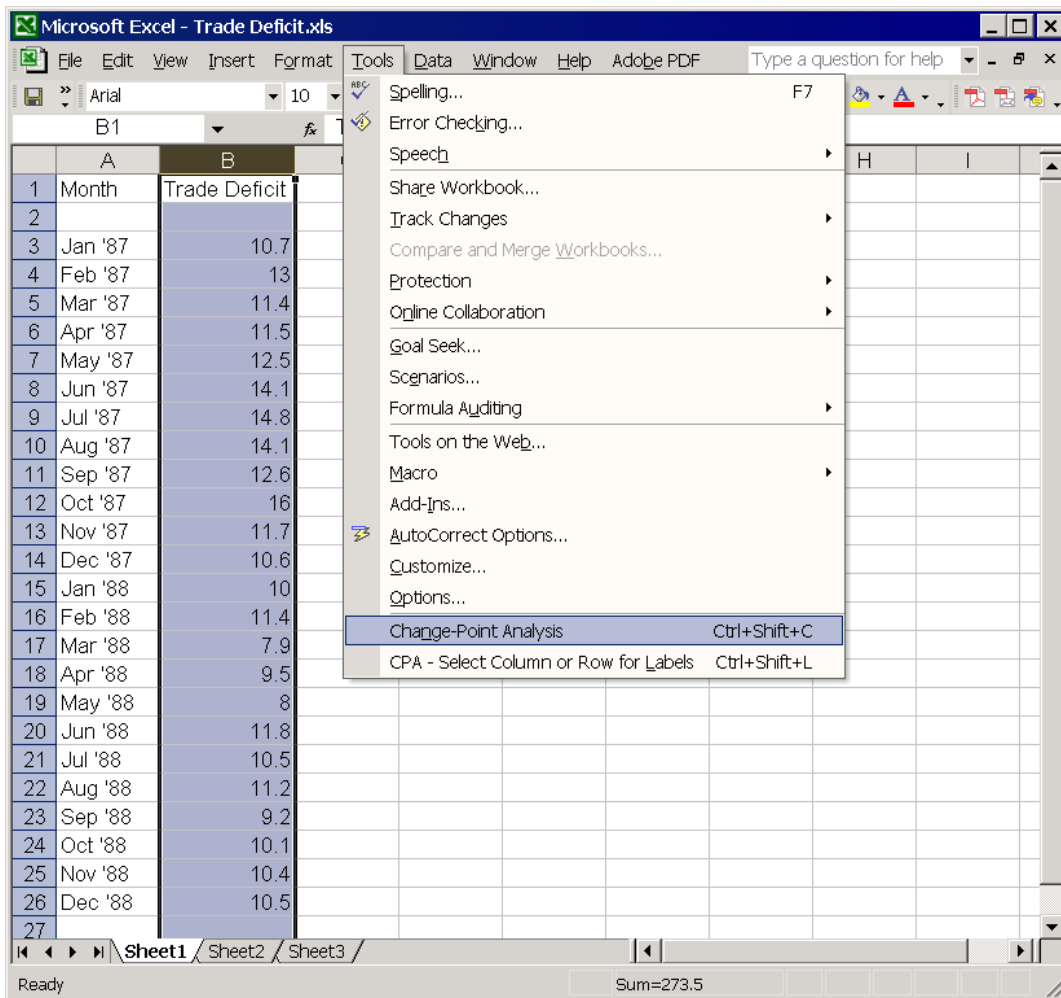 Microsoft Excel - Trade Deficit.xls
File Edit View Insert Format Tools Data Window Help Adobe PDF Type a question for help
Arial 10
B1 fx
A B H I
1 Month Trade Deficit
2
3 Jan '87 10.7
4 Feb '87 13
5 Mar '87 11.4
6 Apr '87 11.5
7 May '87 12.5
8 Jun '87 14.1
9 Jul '87 14.8
10 Aug '87 14.1
11 Sep '87 12.6
12 Oct '87 16
13 Nov '87 11.7
14 Dec '87 10.6
15 Jan '88 10
16 Feb '88 11.4
17 Mar '88 7.9
18 Apr '88 9.5
19 May '88 8
20 Jun '88 11.8
21 Jul '88 10.5
22 Aug '88 11.2
23 Sep '88 9.2
24 Oct '88 10.1
25 Nov '88 10.4
26 Dec '88 10.5
27
ABC Spelling... F7
Error Checking...
Speech
Share Workbook...
Track Changes
Compare and Merge Workbooks...
Protection
Online Collaboration
Goal Seek...
Scenarios...
Formula Auditing
Tools on the Web...
Macro
Add-Ins...
AutoCorrect Options...
Customize...
Options...
Change-Point Analysis Ctrl+Shift+C
CPA - Select Column or Row for Labels Ctrl+Shift+L
Sheet1 Sheet2 Sheet3
Ready Sum=273.5